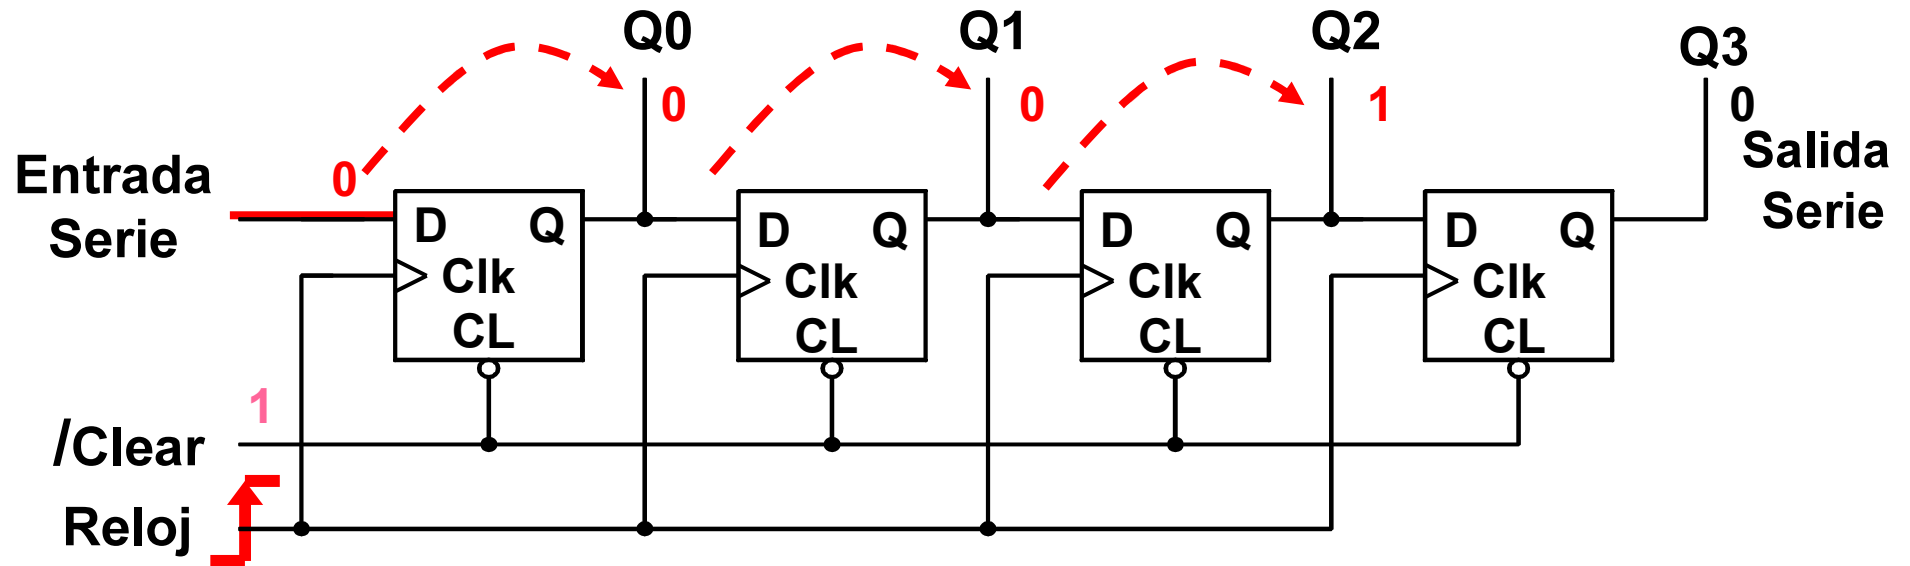 Q0 Q1 Q2 Q3
0 0 1 0
Entrada
Serie
0
Salida
Serie
D Q D Q D Q D Q
Clk Clk Clk Clk
CL CL CL CL
1
/Clear
Reloj